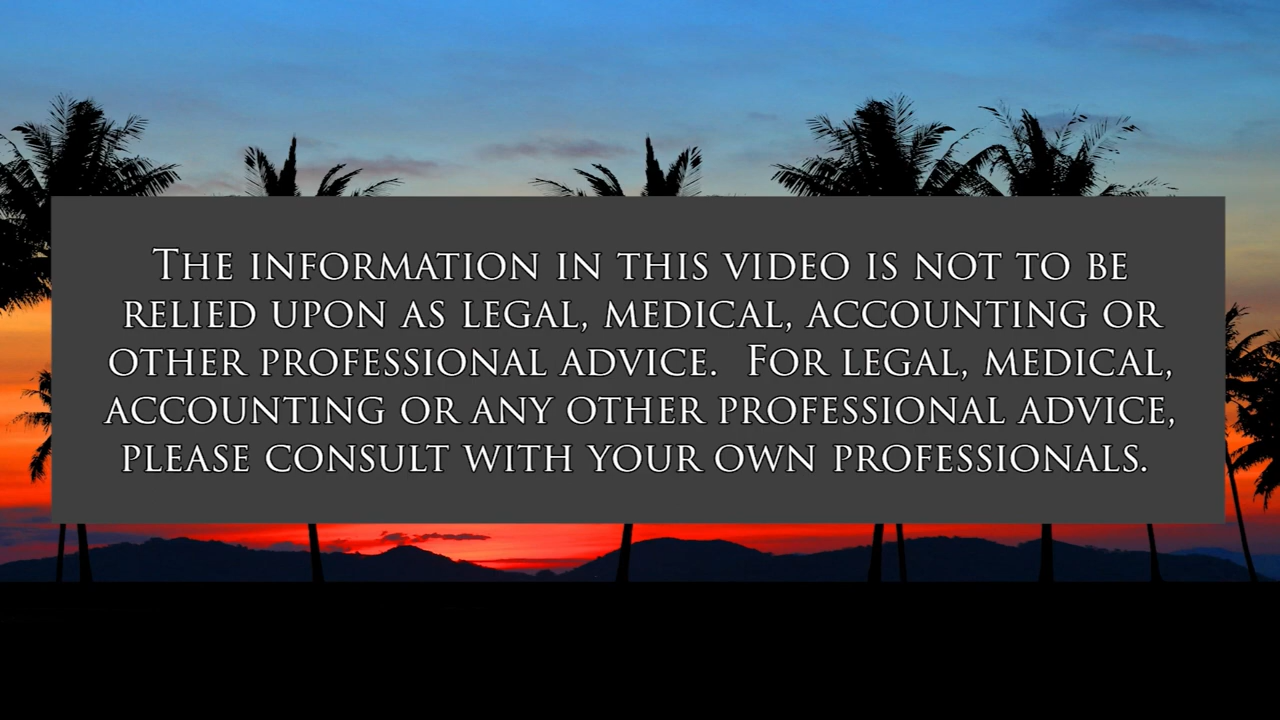 The information in this video is not to be
relied upon as legal, medical, accounting or
other professional advice.  For legal, medical,
accounting or any other professional advice,
please consult with your own professionals.